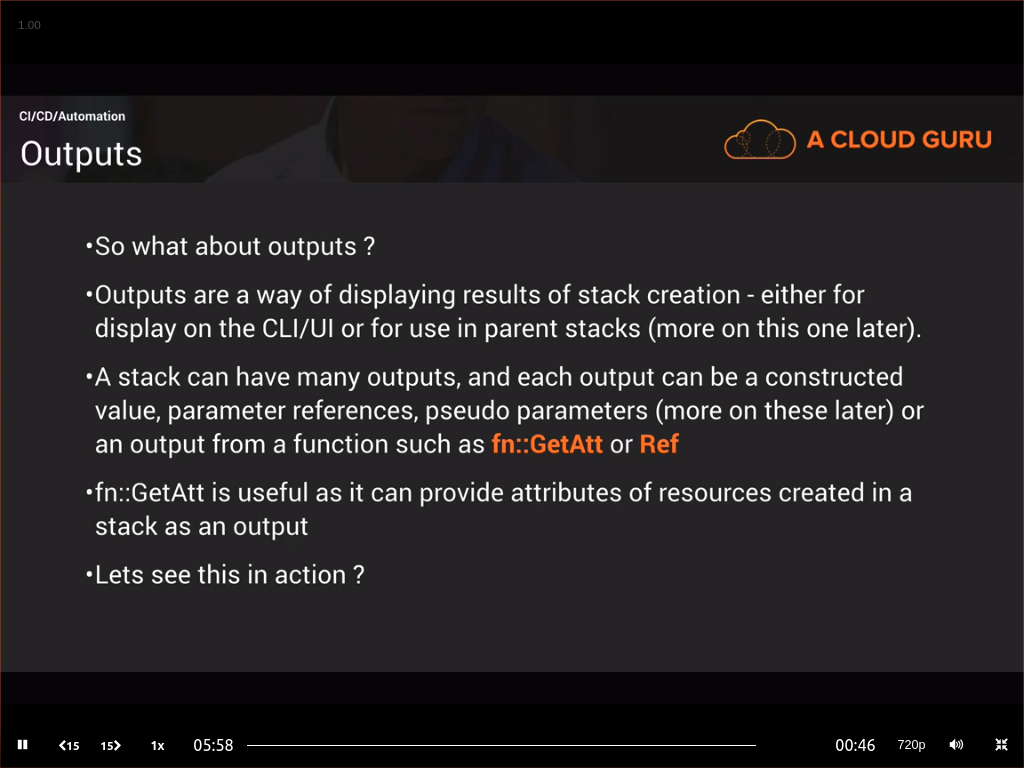 1.00
CI/CD/Automation
Outputs
A CLOUD GURU
•So what about outputs ?
•Outputs are a way of displaying results of stack creation - either for
display on the CLI/UI or for use in parent stacks (more on this one later).
•A stack can have many outputs, and each output can be a constructed
value, parameter references, pseudo parameters (more on these later) or
an output from a function such as fn::GetAtt or Ref
•fn::GetAtt is useful as it can provide attributes of resources created in a
stack as an output
•Lets see this in action ?
15 15 1x 05:58 00:46 720p